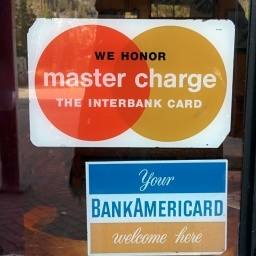 WE HONOR
master charge
THE INTERBANK CARD
Your
BANKAMERICARD
welcome here